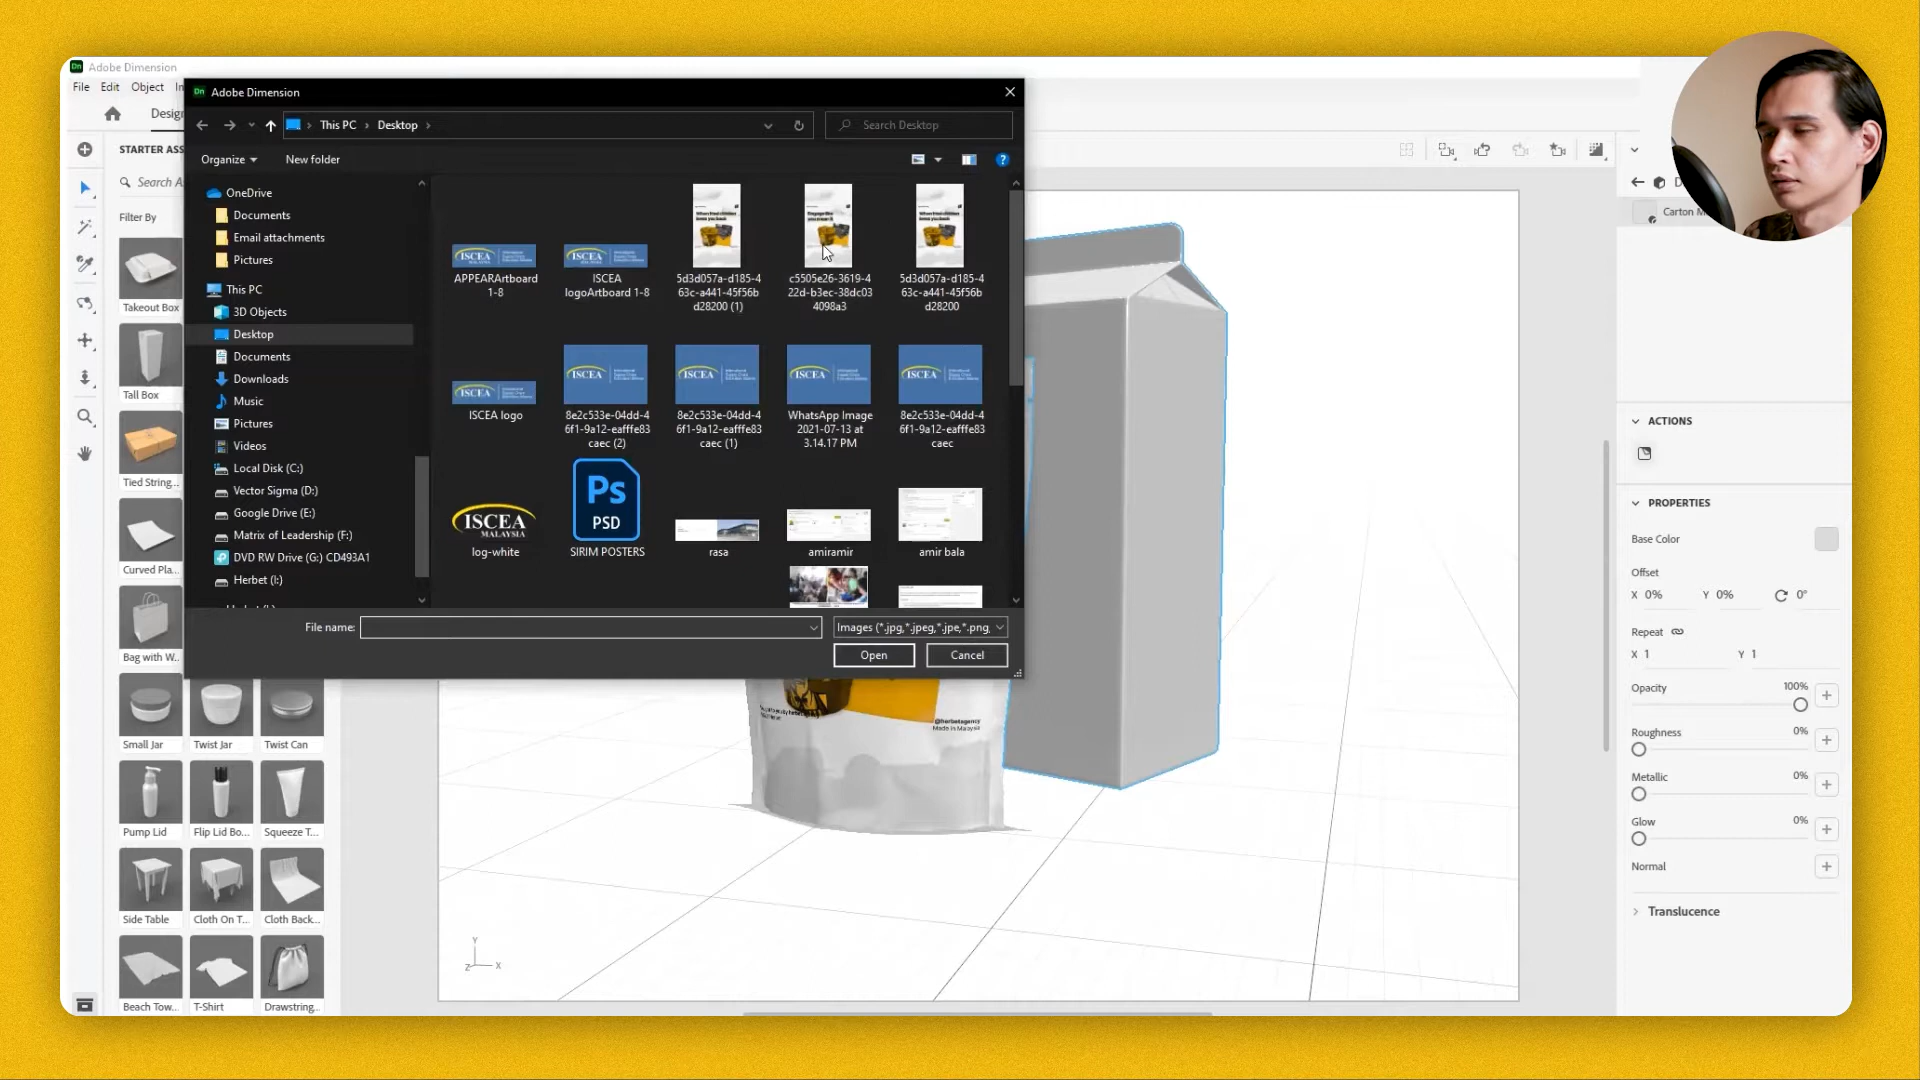 Adobe Dimension
File Edit Object
Adobe Dimension
This PC Desktop
Search Desktop
Organize New folder
STARTER ASS
Search A
Filter By
OneDrive
Documents
Email attachments
Pictures
This PC
3D Objects
Desktop
Documents
Downloads
Music
Pictures
Videos
Local Disk (C:)
Vector Sigma (D:)
Google Drive (E:)
Matrix of Leadership (F:)
DVD RW Drive (G:) CD493A1
Herbet (I:)
APPEARArtboard
1-8
ISCEA
logoArtboard 1-8
5d3d057a-d185-4
63c-a441-45f56b
d28200 (1)
c5505e26-3619-4
22d-b3ec-38dc03
4098a3
5d3d057a-d185-4
63c-a441-45f56b
d28200
ISCEA
ISCEA logo
ISCEA
8e2c533e-04dd-4
6f1-9a12-eafffe83
caec (2)
ISCEA
8e2c533e-04dd-4
6f1-9a12-eafffe83
caec (1)
ISCEA
WhatsApp Image
2021-07-13 at
3.14.17 PM
ISCEA
8e2c533e-04dd-4
6f1-9a12-eafffe83
caec
ISCEA
MALAYSIA
log-white
Ps
PSD
SIRIM POSTERS
rasa
amiramir
amir bala
File name:
Images (*.jpg,*.jpeg,*.jpe,*.png,
Open
Cancel
Takeout Box
Tall Box
Tied String...
Curved Pla...
Bag with W...
Small Jar
Twist Jar
Twist Can
Pump Lid
Flip Lid Bo...
Squeeze T...
Side Table
Cloth On T...
Cloth Back...
Beach Tow...
T-Shirt
Drawstring...
@herbetagency
Made in Malaysia
Y
Z X
Carton M
ACTIONS
PROPERTIES
Base Color
Offset
X 0% Y 0% 0°
Repeat
X 1 Y 1
Opacity 100%
Roughness 0%
Metallic 0%
Glow 0%
Normal
Translucence